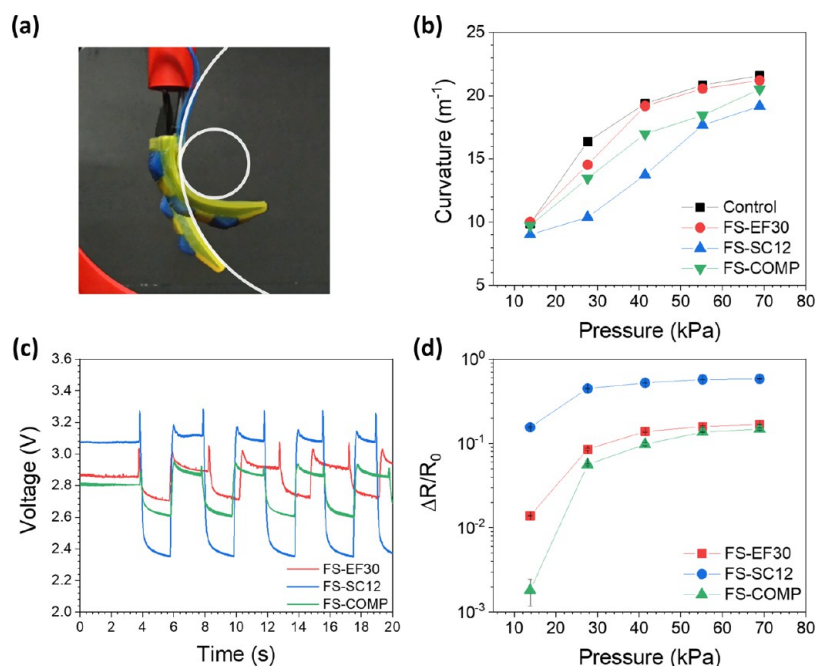 (a)
(b)
25
20
15
10
5
Curvature (m⁻¹)
Control
FS-EF30
FS-SC12
FS-COMP
0 10 20 30 40 50 60 70 80
Pressure (kPa)
(c)
3.6
3.4
3.2
3.0
2.8
2.6
2.4
2.2
2.0
Voltage (V)
FS-EF30
FS-SC12
FS-COMP
0 2 4 6 8 10 12 14 16 18 20
Time (s)
(d)
10⁰
10⁻¹
10⁻²
10⁻³
ΔR/R₀
FS-EF30
FS-SC12
FS-COMP
0 10 20 30 40 50 60 70 80
Pressure (kPa)